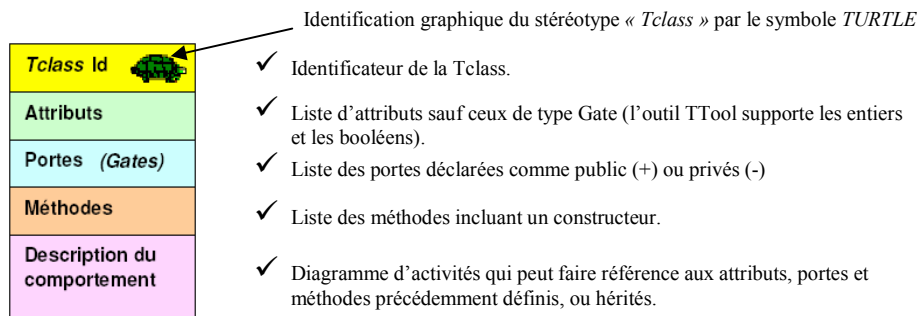 Identification graphique du stéréotype « Tclass » par le symbole TURTLE
Tclass Id
✓ Identificateur de la Tclass.
Attributs
✓ Liste d'attributs sauf ceux de type Gate (l'outil TTool supporte les entiers
et les booléens).
Portes (Gates)
✓ Liste des portes déclarées comme public (+) ou privés (-)
Méthodes
✓ Liste des méthodes incluant un constructeur.
Description du
comportement
✓ Diagramme d'activités qui peut faire référence aux attributs, portes et
méthodes précédemment définis, ou hérités.